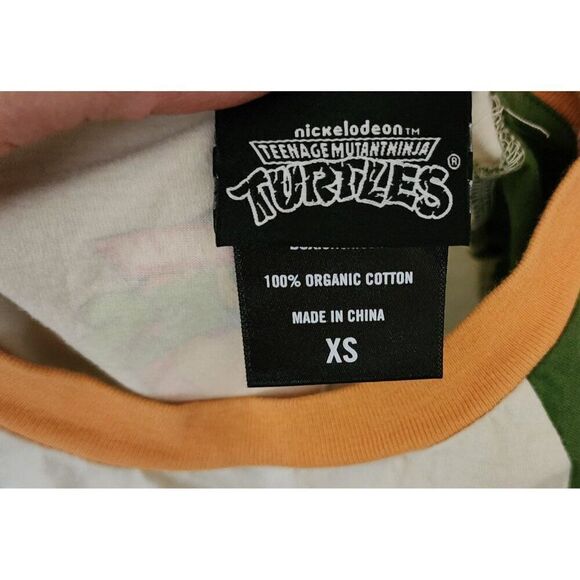 nickelodeon™
TEENAGE MUTANT NINJA
TURTLES®
100% ORGANIC COTTON
MADE IN CHINA
XS